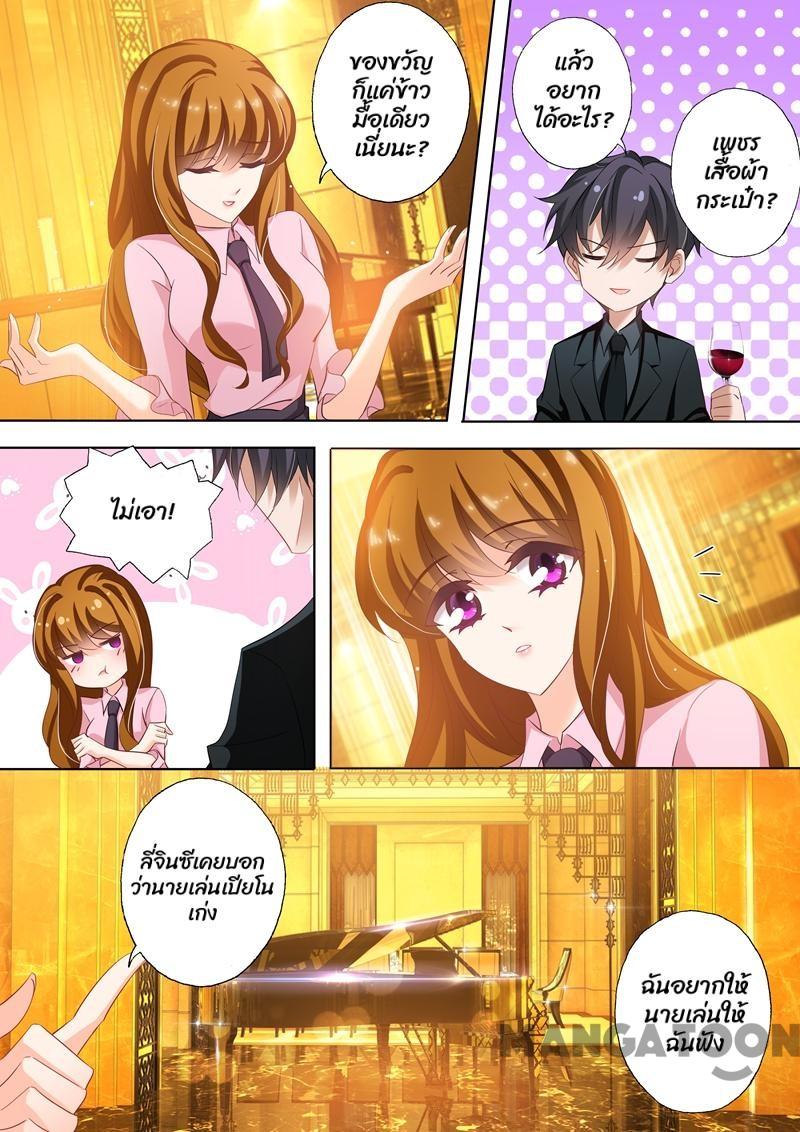 ของขวัญ
ก็แค่ข้าว
มื้อเดียว
เนี่ยนะ?
แล้ว
อยาก
ได้อะไร?
เพชร
เสื้อผ้า
กระเป๋า?
ไม่เอา!
ลี่จินซีเคยบอก
ว่านายเล่นเปียโน
เก่ง
ฉันอยากให้
นายเล่นให้
ฉันฟัง
MANGATOON